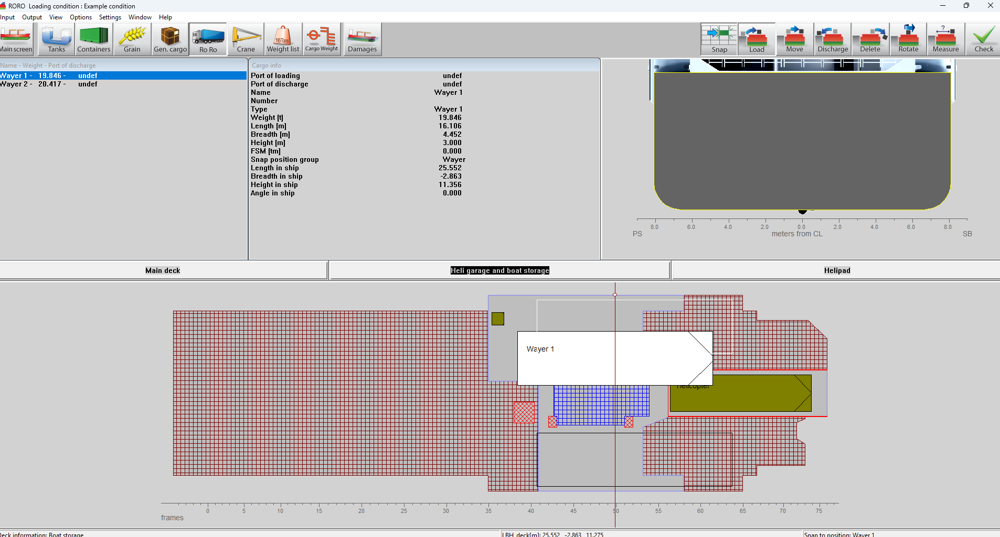 RORO Loading condition : Example condition
Input Output View Options Settings Window Help
16Tons
?
Main screen Tanks Containers Grain Gen. cargo Ro Ro Crane Weight list Cargo Weight Damages Snap Load Move Discharge Delete Rotate Measure Check
Name - Weight - Port of discharge
Wayer 1 - 19.846 - undef
Wayer 2 - 20.417 - undef
Cargo info
Port of loading undef
Port of discharge undef
Name Wayer 1
Number
Type Wayer 1
Weight [t] 19.846
Length [m] 16.106
Breadth [m] 4.452
Height [m] 3.000
FSM [tm] 0.000
Snap position group Wayer
Length in ship 25.552
Breadth in ship -2.863
Height in ship 11.356
Angle in ship 0.000
8.0 6.0 4.0 2.0 0.0 2.0 4.0 6.0 8.0
PS meters from CL SB
Main deck Heli garage and boat storage Helipad
Wayer 1
Helicopter
0 5 10 15 20 25 30 35 40 45 50 55 60 65 70 75
frames
Deck information: Boat storage LBH deck[m]: 25.552 -2.863 11.275 Snap to position: Wayer 1